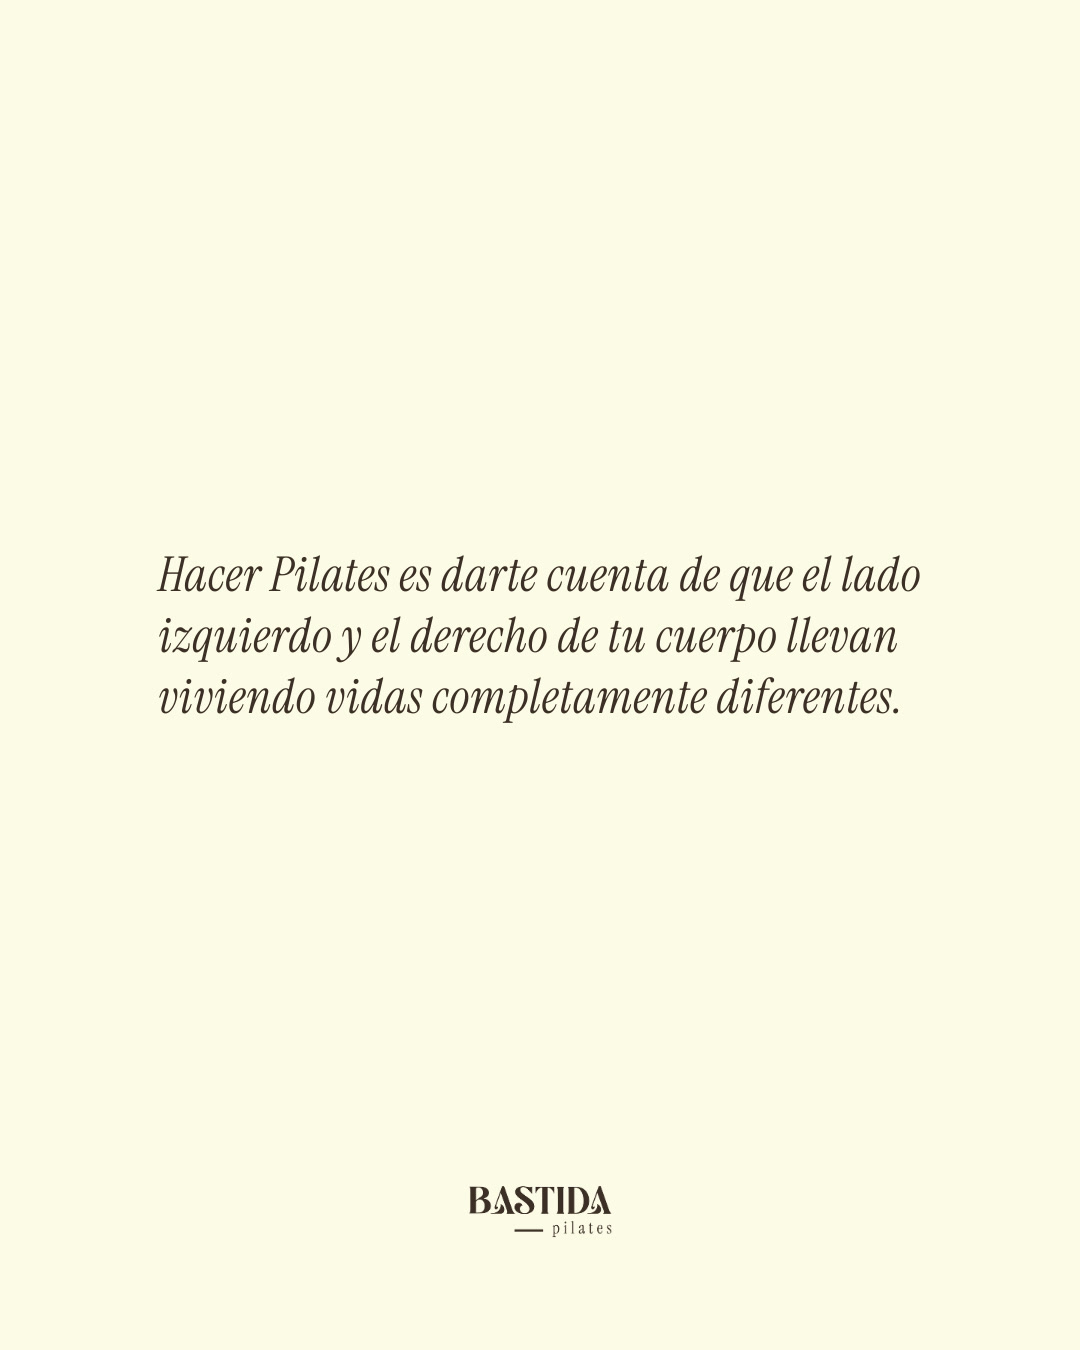 Hacer Pilates es darte cuenta de que el lado
izquierdo y el derecho de tu cuerpo llevan
viviendo vidas completamente diferentes.
BASTIDA
pilates